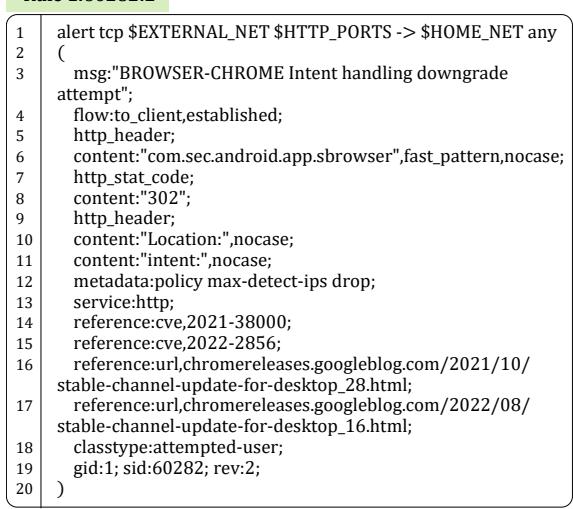 1 alert tcp $EXTERNAL_NET $HTTP_PORTS -> $HOME_NET any
2 (
3 msg:"BROWSER-CHROME Intent handling downgrade
attempt";
4 flow:to_client,established;
5 http_header;
6 content:"com.sec.android.app.sbrowser",fast_pattern,nocase;
7 http_stat_code;
8 content:"302";
9 http_header;
10 content:"Location:",nocase;
11 content:"intent:",nocase;
12 metadata:policy max-detect-ips drop;
13 service:http;
14 reference:cve,2021-38000;
15 reference:cve,2022-2856;
16 reference:url,chromereleases.googleblog.com/2021/10/
stable-channel-update-for-desktop_28.html;
17 reference:url,chromereleases.googleblog.com/2022/08/
stable-channel-update-for-desktop_16.html;
18 classtype:attempted-user;
19 gid:1; sid:60282; rev:2;
20 )